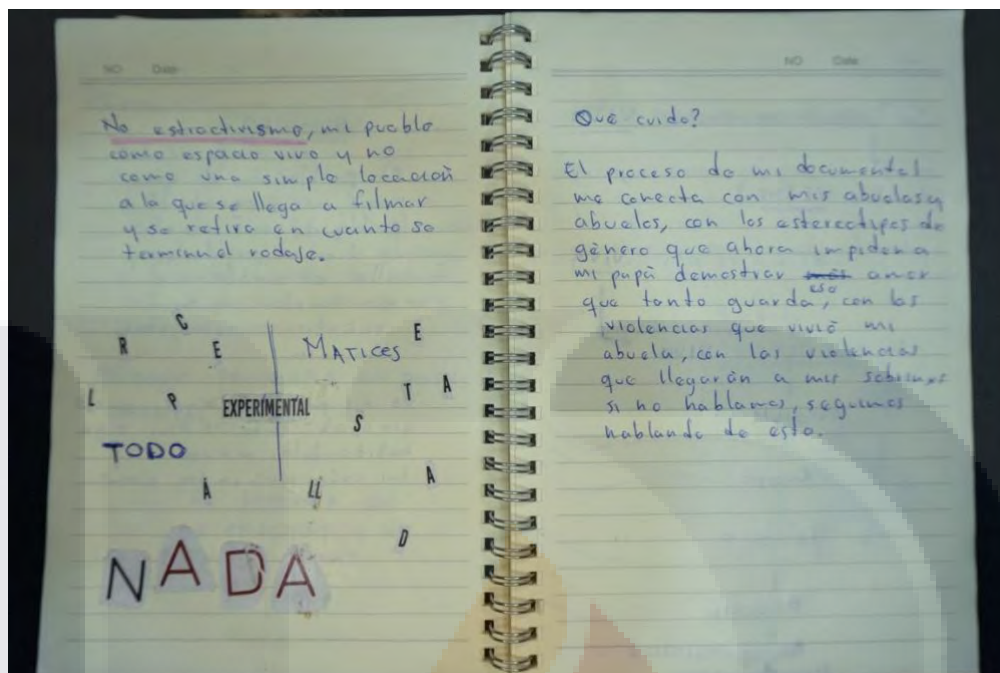 NO Date
No extractivismo, mi pueblo
como espacio vivo y no
como una simple locación
a la que se llega a filmar
y se retira en cuanto se
termina el rodaje.
G
R E MATICES E
L P EXPERIMENTAL S T A
TODO
A LL A
D
NADA
NO Date
Que cuido?
El proceso de mi documental
me conecta con mis abuelas y
abuelos, con los estereotipos de
género que ahora impiden a
mi papá demostrar eso amor
que tanto guarda, con las
violencias que vivió mi
abuela, con las violencias
que llegarán a mis sobrinxs
si no hablamos, seguimos
hablando de esto.